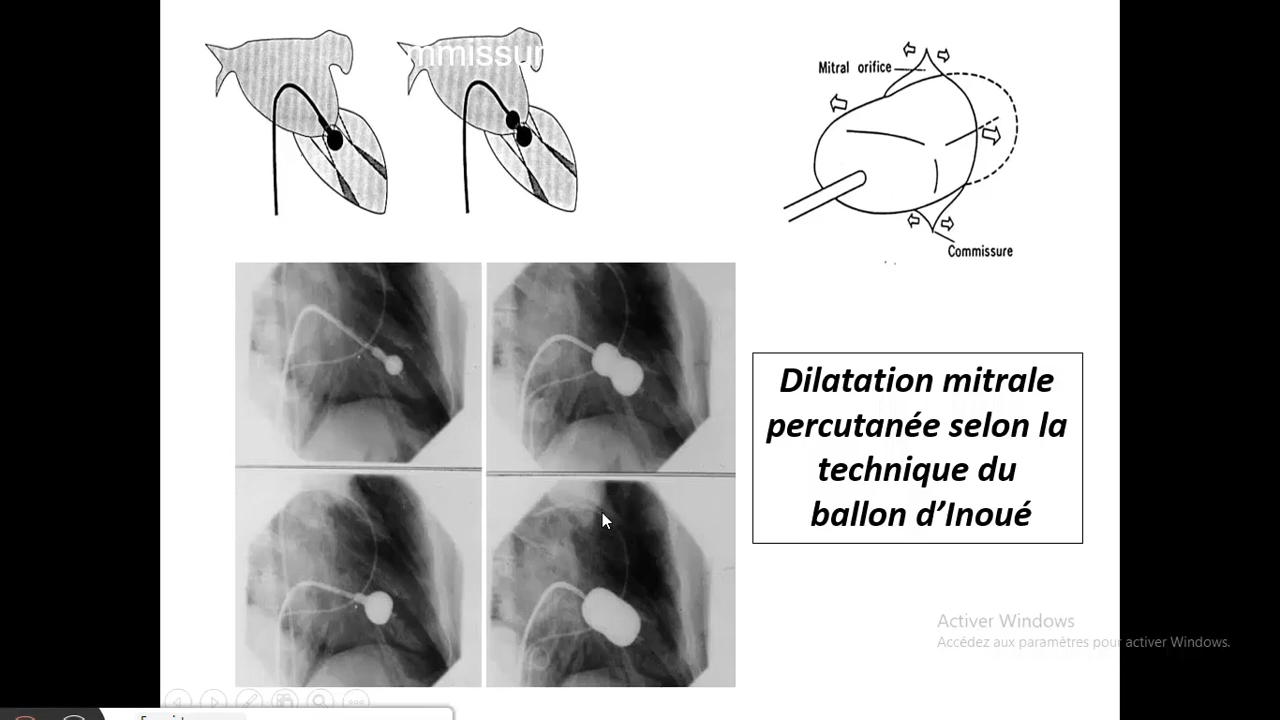 mmissur
Mitral orifice
Commissure
Dilatation mitrale
percutanée selon la
technique du
ballon d’Inoué
Activer Windows
Accédez aux paramètres pour activer Windows.